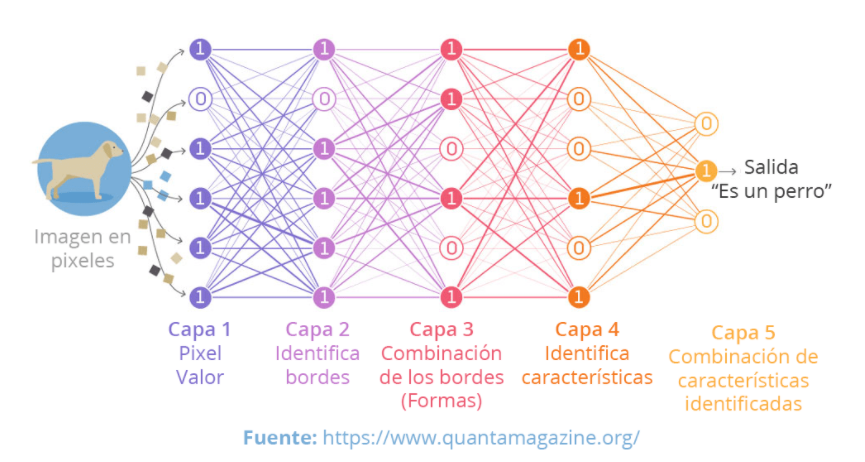 1 1 1 1
0 0 1 0
0
1 1 0 0
1 Salida
“Es un perro”
1 1 1 1
0
1 1 0 0
1 1 1 1
Imagen en
pixeles
Capa 1
Pixel
Valor
Capa 2
Identifica
bordes
Capa 3
Combinación
de los bordes
(Formas)
Capa 4
Identifica
características
Capa 5
Combinación de
características
identificadas
Fuente: https://www.quantamagazine.org/